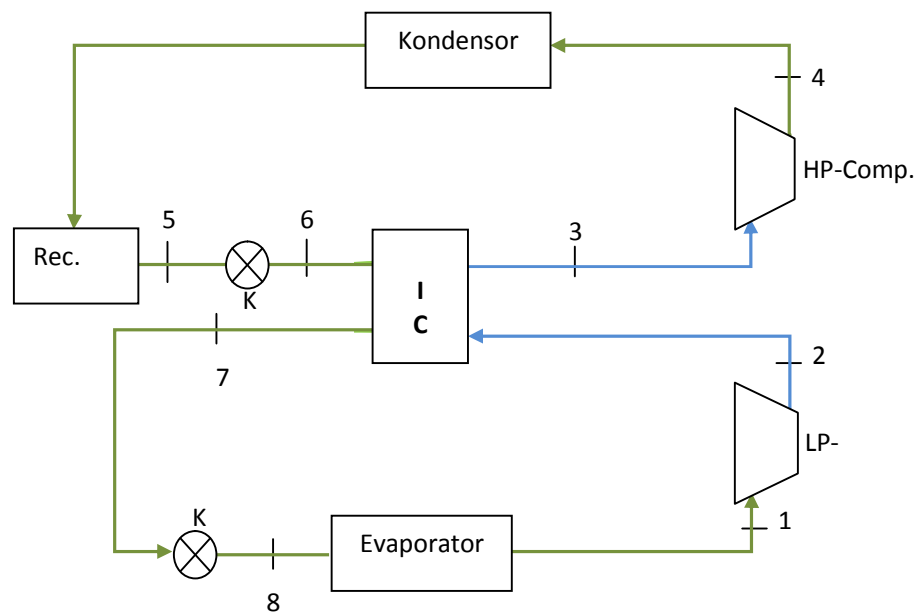 Kondensor
4
HP-Comp.
5
6
3
Rec.
K
I
C
7
2
LP-
K
Evaporator
1
8